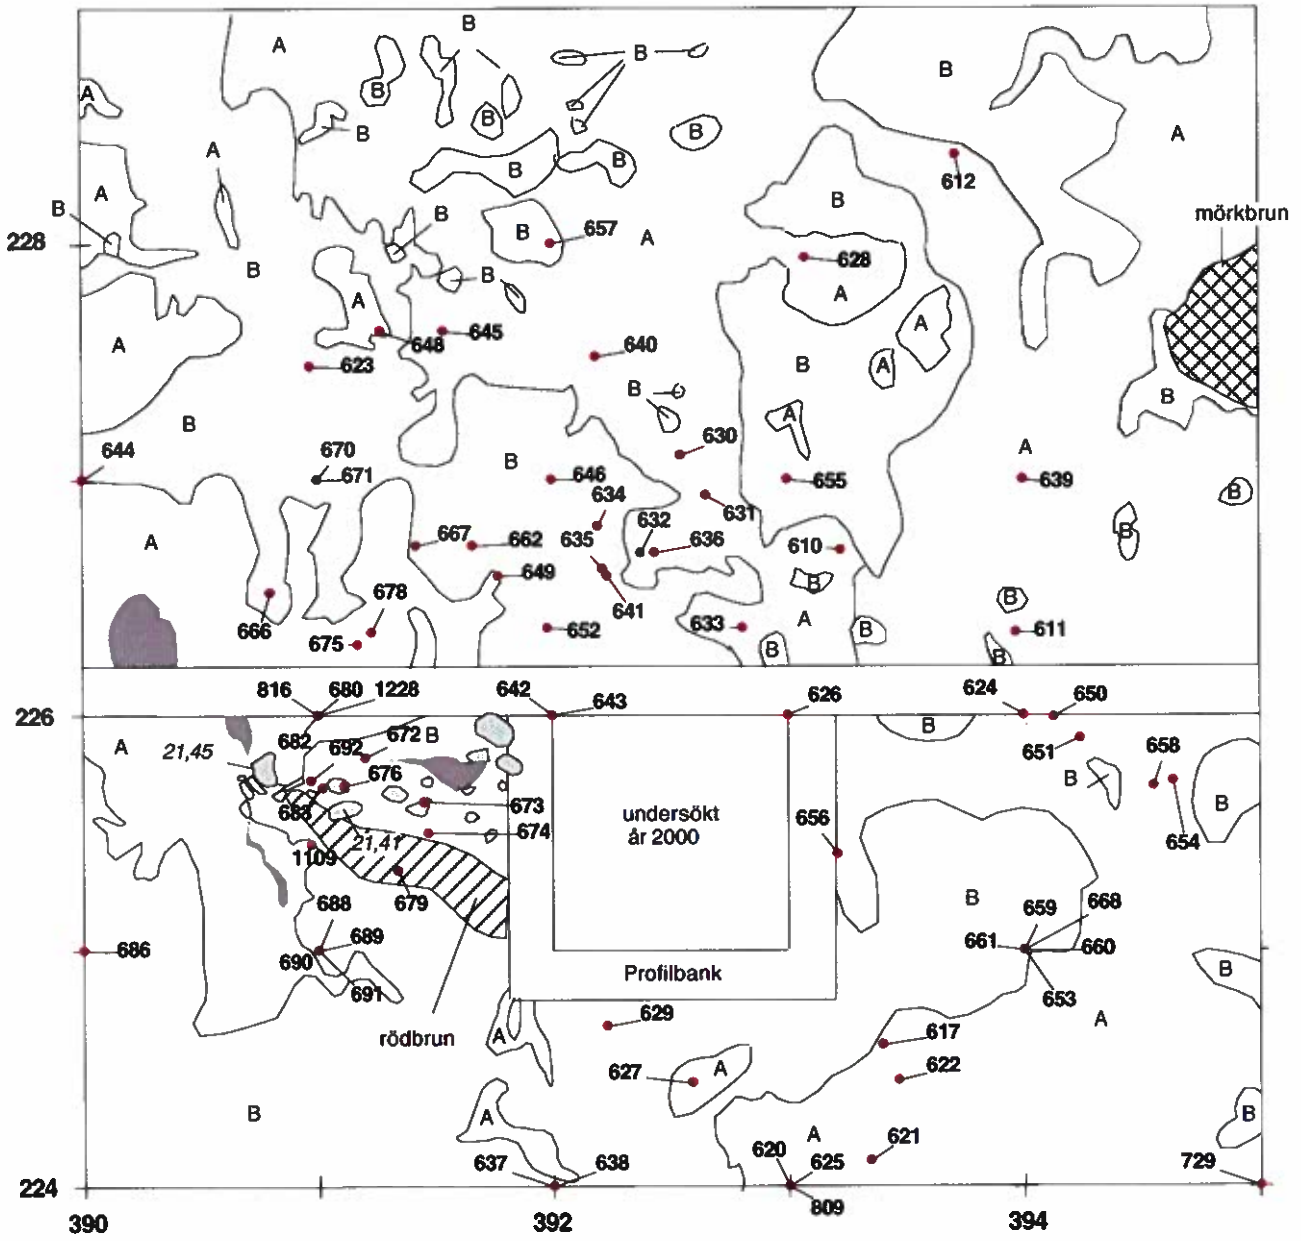 A B
B B
A B B B
A B
A B B
A B
B B 612
B B mörkbrun
228 B 657 A
B B 628
A A
A A
648 645 640
623 B A
B
B A B
644 670 630 A
671 B 646 655 639
634 B
632 631
A 667 662 635 636 610 B
649 B
678 641 B
666 675 652 633 A B 611
B B
816 680 1228 642 643 626 624 650
226
A 21,45 682 692 672 B B 651 658
676 B
683 673 undersökt B
år 2000 656 654
674
1109 21,41
679
688 B 659 668
686 689 661 660
690 B
691 Profilbank 653
rödbrun 629 A
A 617
627 A 622
B A B
A 621
637 638 620 625 729
224
809
390 392 394